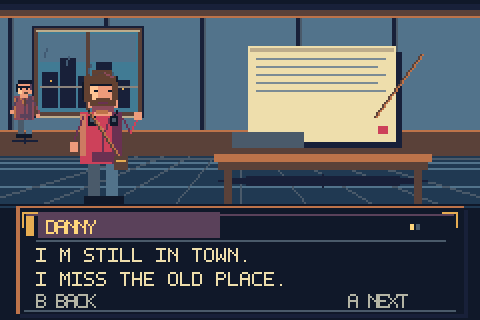 DANNY
I M STILL IN TOWN.
I MISS THE OLD PLACE.
B BACK A NEXT